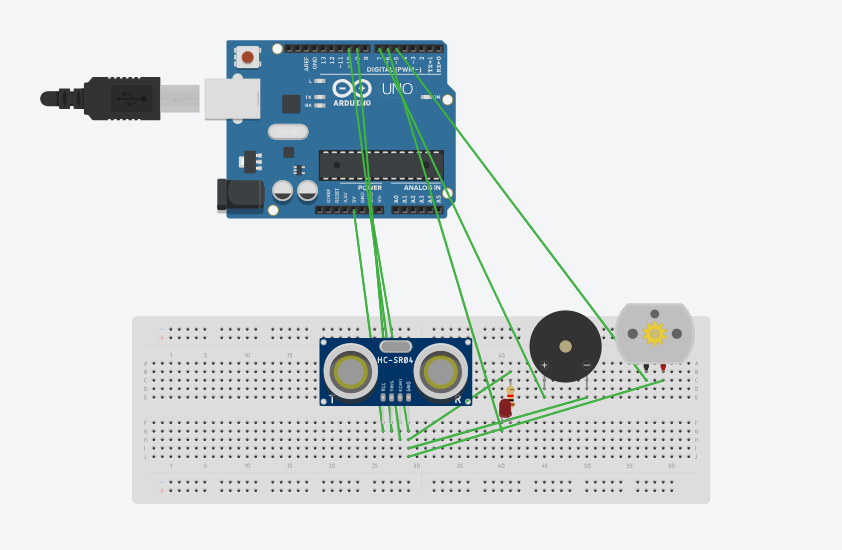 AREF
GND
13
12
~11
~10
~9
8
7
~6
~5
4
~3
2
TX→1
RX←0
DIGITAL (PWM~)
L
TX
RX
UNO
ARDUINO
ON
POWER
ANALOG IN
IOREF
RESET
3.3V
5V
GND
GND
Vin
A0
A1
A2
A3
A4
A5
HC-SR04
VCC
TRIG
ECHO
GND
T
R
+
−
1 5 10 15 20 25 30 35 40 45 50 55 60